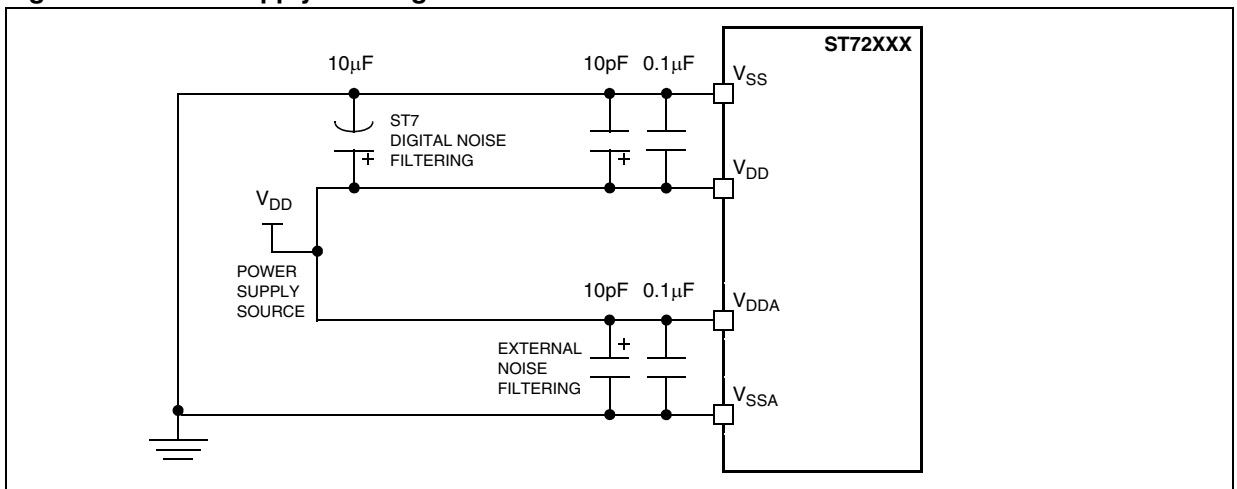 ST72XXX
10μF
10pF 0.1μF
VSS
ST7
DIGITAL NOISE
FILTERING
+
+
VDD
VDD
POWER
SUPPLY
SOURCE
10pF 0.1μF
VDDA
EXTERNAL
NOISE
FILTERING
+
VSSA